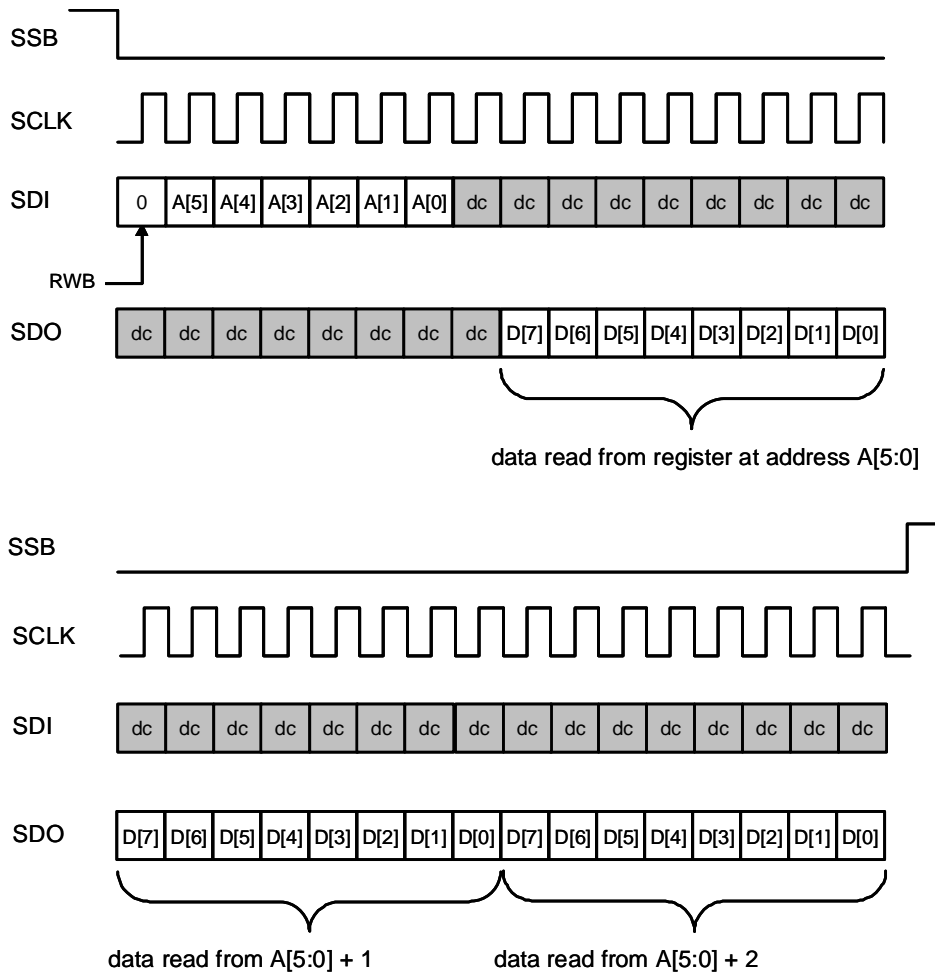 SSB
SCLK
SDI 0 A[5] A[4] A[3] A[2] A[1] A[0] dc dc dc dc dc dc dc dc dc
RWB
SDO dc dc dc dc dc dc dc dc D[7] D[6] D[5] D[4] D[3] D[2] D[1] D[0]
data read from register at address A[5:0]
SSB
SCLK
SDI dc dc dc dc dc dc dc dc dc dc dc dc dc dc dc dc
SDO D[7] D[6] D[5] D[4] D[3] D[2] D[1] D[0] D[7] D[6] D[5] D[4] D[3] D[2] D[1] D[0]
data read from A[5:0] + 1 data read from A[5:0] + 2